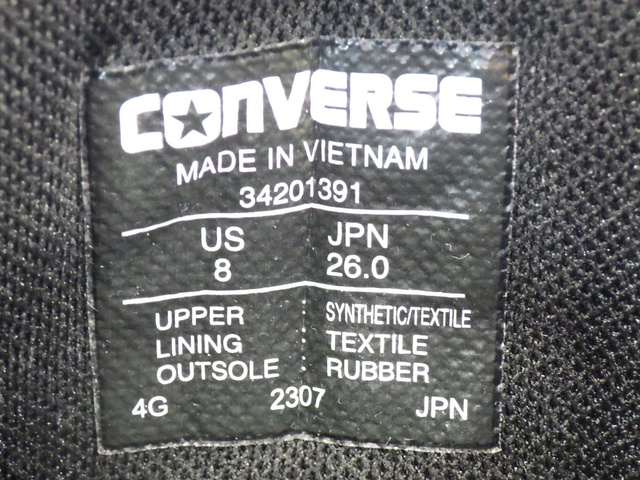 CONVERSE
MADE IN VIETNAM
34201391
US JPN
8 26.0
UPPER : SYNTHETIC/TEXTILE
LINING : TEXTILE
OUTSOLE : RUBBER
4G 2307 JPN